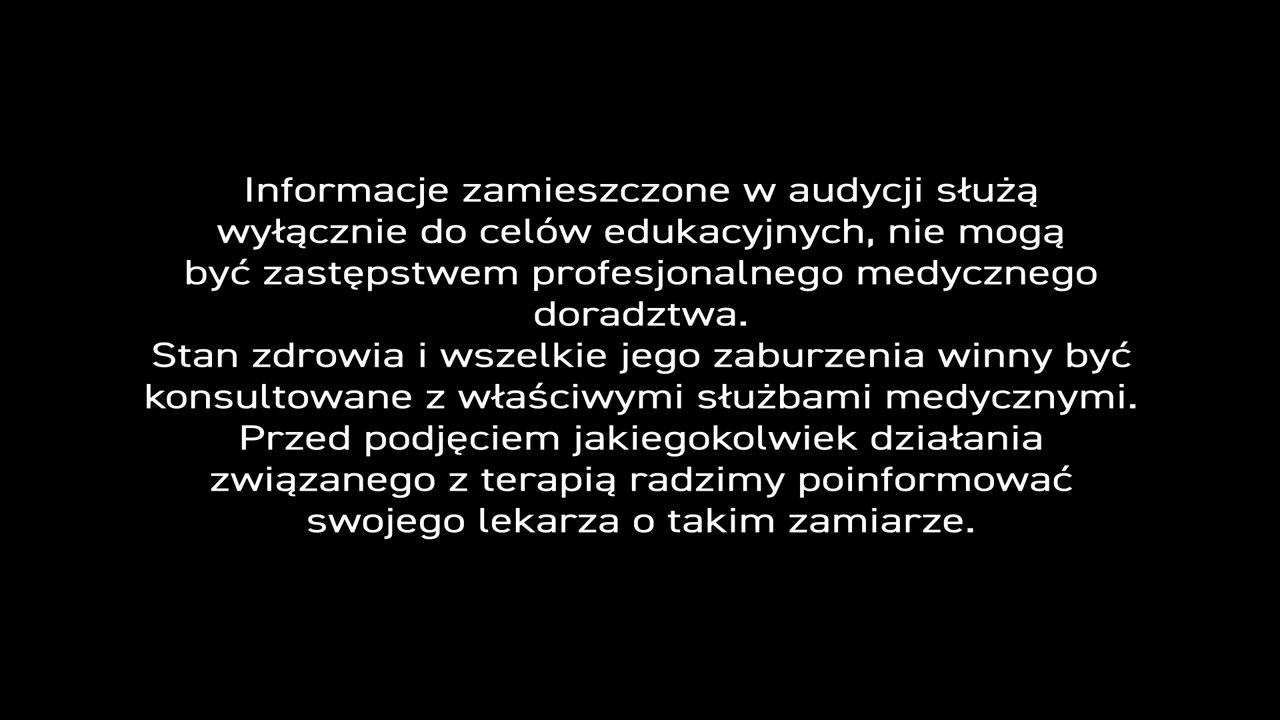 Informacje zamieszczone w audycji służą
wyłącznie do celów edukacyjnych, nie mogą
być zastępstwem profesjonalnego medycznego
doradztwa.
Stan zdrowia i wszelkie jego zaburzenia winny być
konsultowane z właściwymi służbami medycznymi.
Przed podjęciem jakiegokolwiek działania
związanego z terapią radzimy poinformować
swojego lekarza o takim zamiarze.